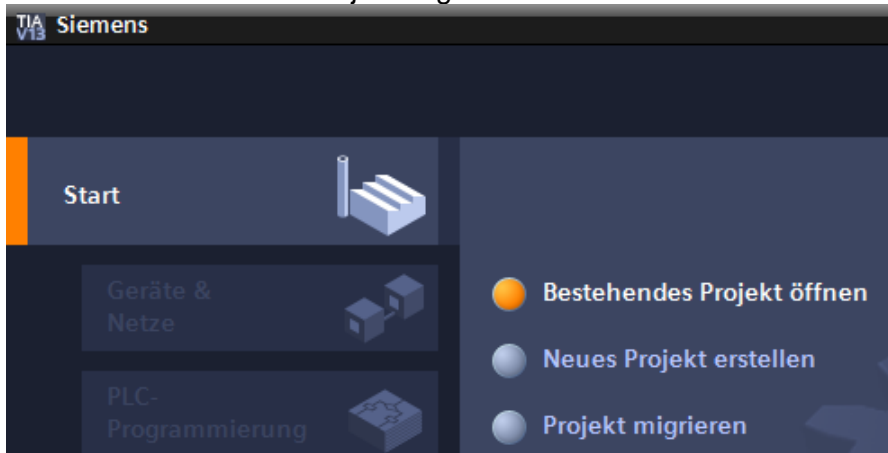 TIA
V13
Siemens
Start
Geräte &
Netze
PLC-
Programmierung
Bestehendes Projekt öffnen
Neues Projekt erstellen
Projekt migrieren